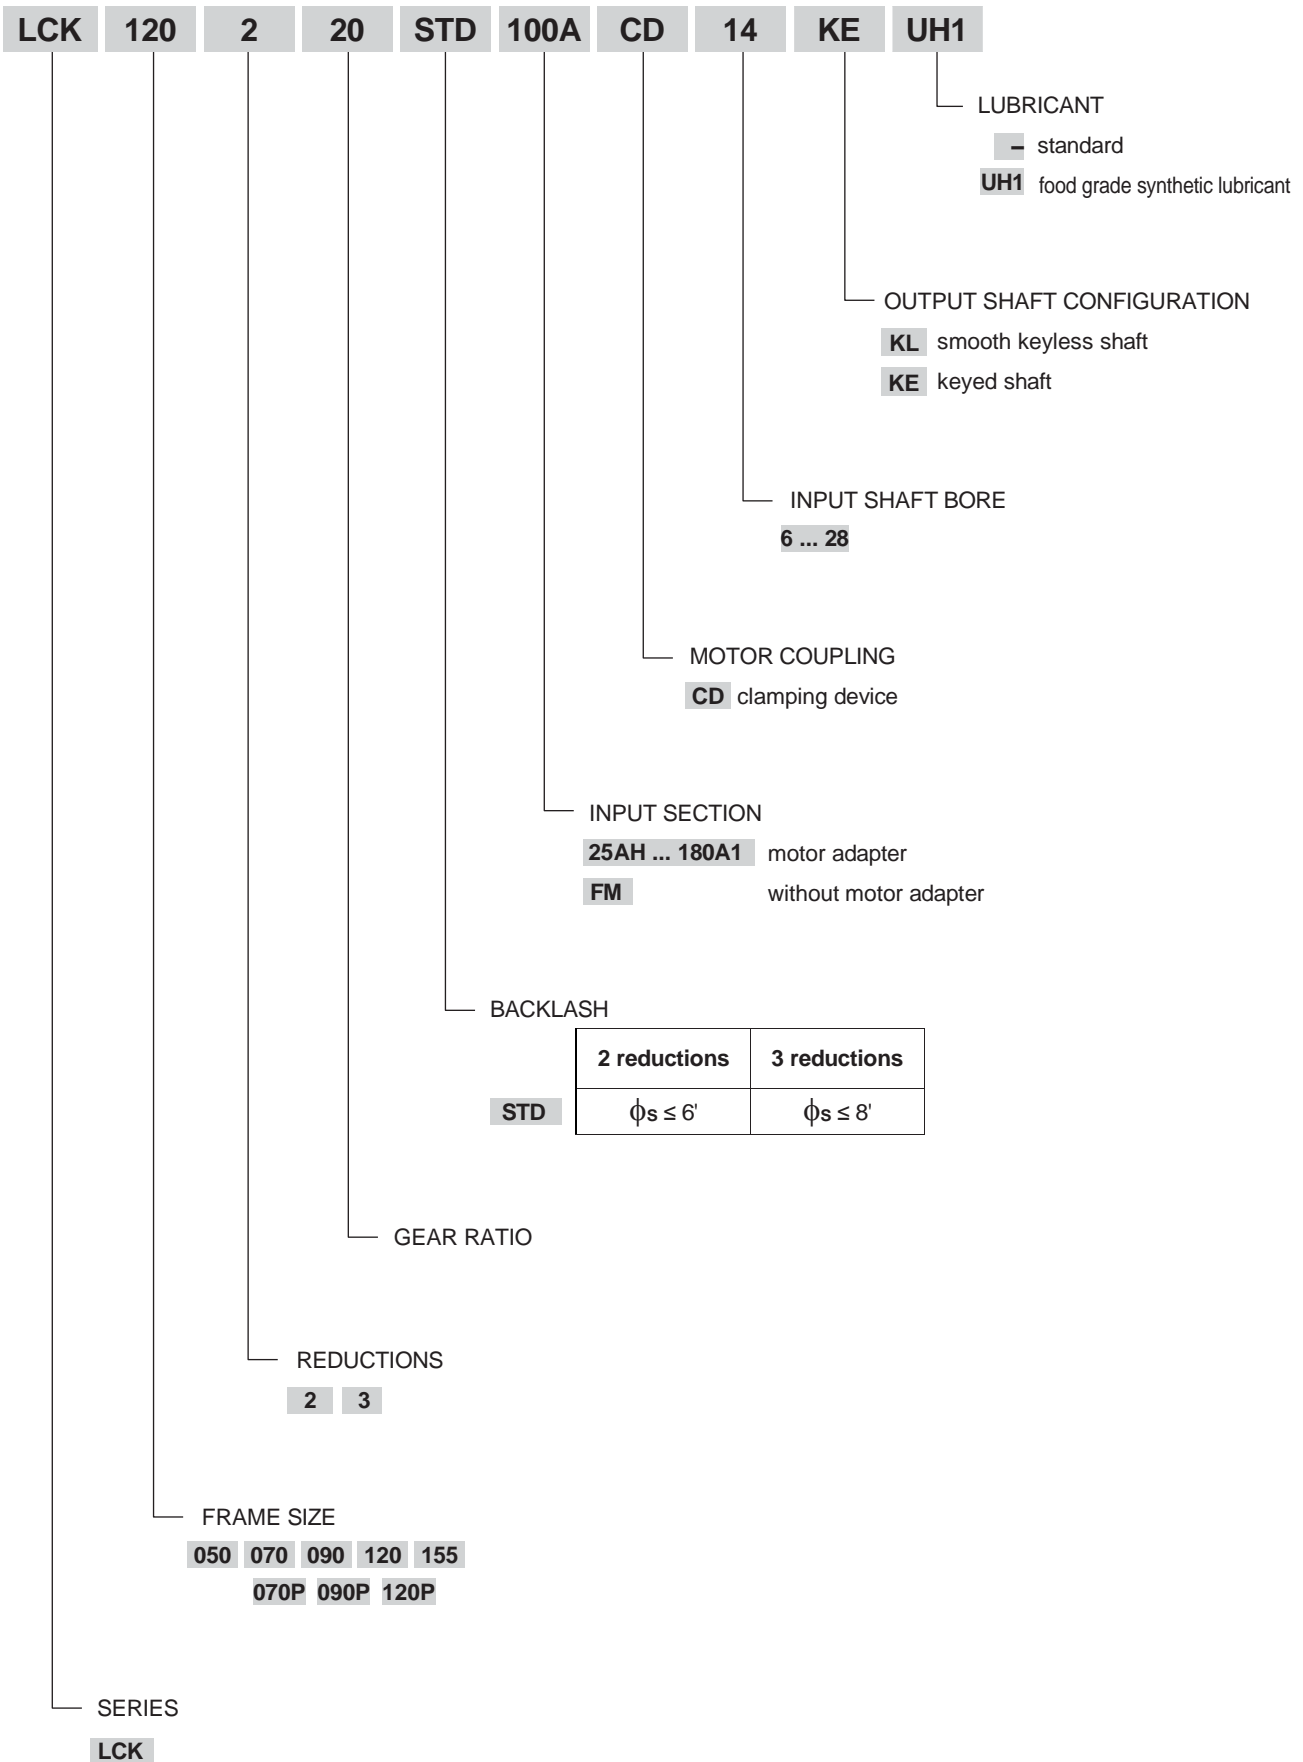 LCK 120 2 20 STD 100A CD 14 KE UH1
LUBRICANT
– standard
UH1 food grade synthetic lubricant
OUTPUT SHAFT CONFIGURATION
KL smooth keyless shaft
KE keyed shaft
INPUT SHAFT BORE
6 ... 28
MOTOR COUPLING
CD clamping device
INPUT SECTION
25AH ... 180A1 motor adapter
FM without motor adapter
BACKLASH
2 reductions 3 reductions
STD ϕs ≤ 6' ϕs ≤ 8'
GEAR RATIO
REDUCTIONS
2 3
FRAME SIZE
050 070 090 120 155
070P 090P 120P
SERIES
LCK